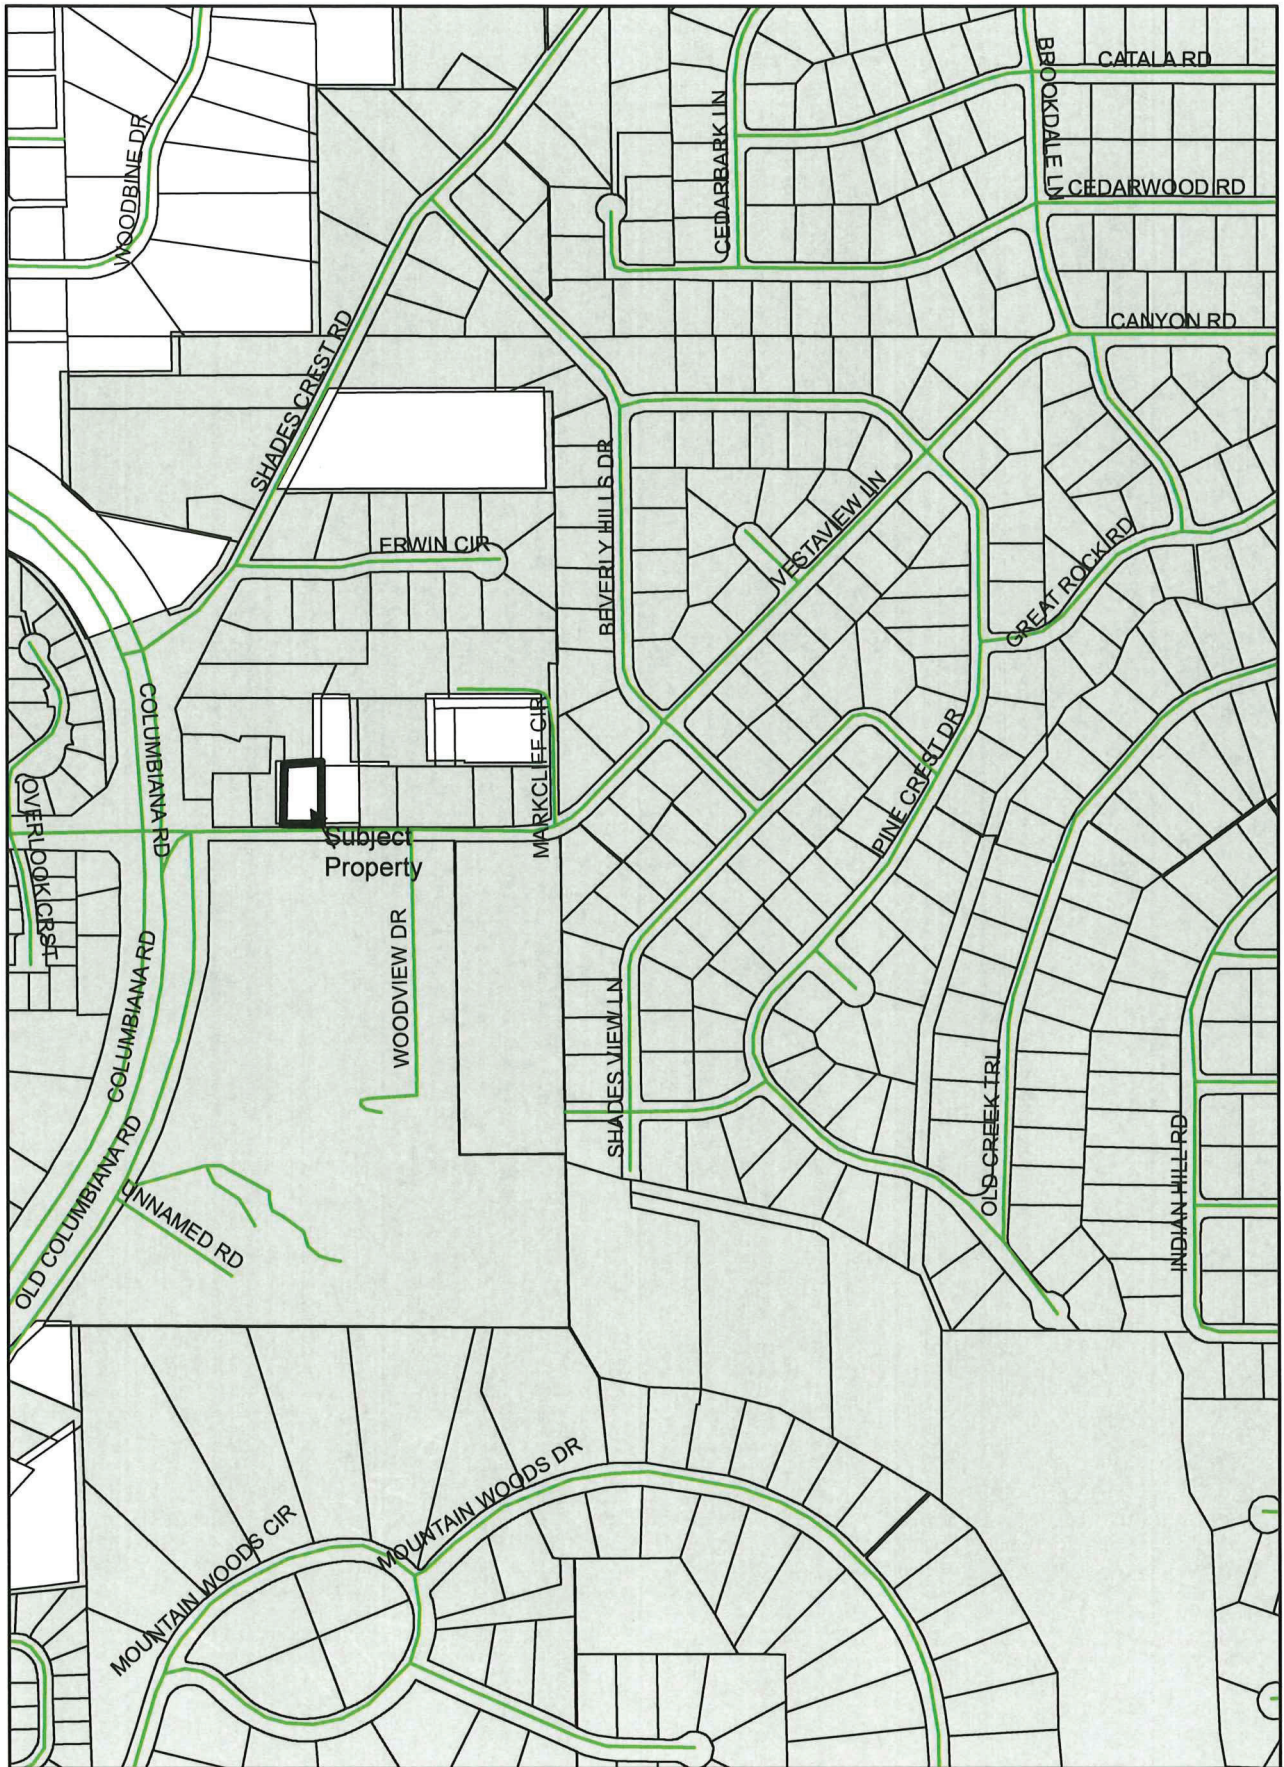 CATALA RD
BROOKDALE LN
CEDARBARK LN
WOODBINE DR
CEDARWOOD RD
CANYON RD
SHADES CREST RD
BEVERLY HILLS DR
VESTAVIEW LN
ERWIN CIR
GREAT ROCK RD
COLUMBIANA RD
MARKCLIFF CIR
PINE CREST DR
OVERLOOK CRST
Subject
Property
WOODVIEW DR
COLUMBIANA RD
SHADES VIEW LN
OLD CREEK TRL
INDIAN HILL RD
OLD COLUMBIANA RD
UNNAMED RD
MOUNTAIN WOODS DR
MOUNTAIN WOODS CIR